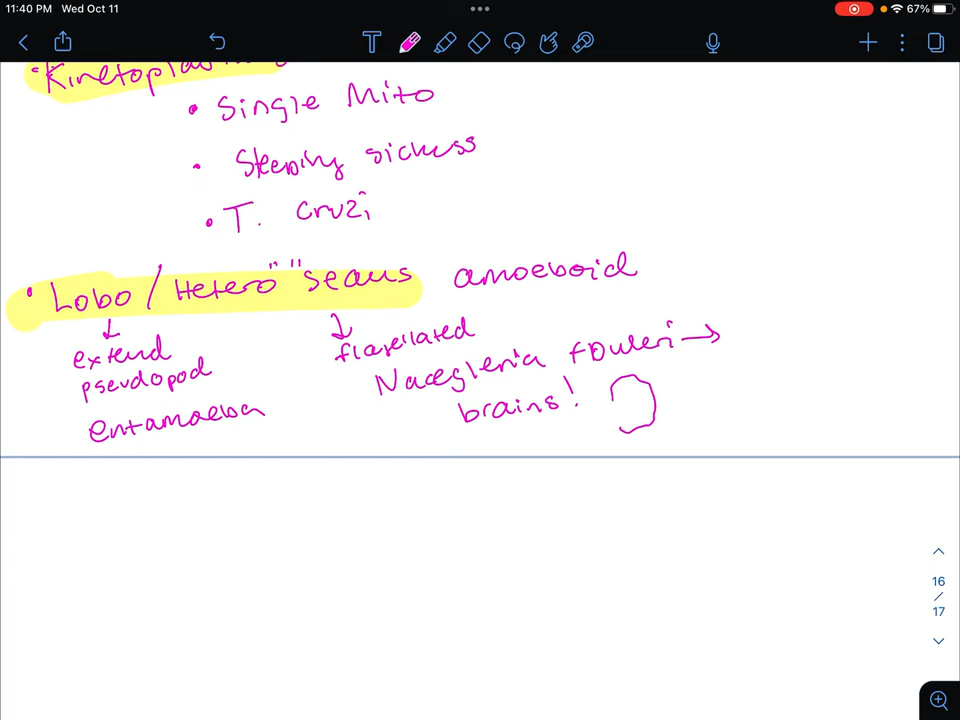 11:40 PM Wed Oct 11
67%
T
• Single Mito
• Sleeping sickness
• T. Cruzi
• Lobo / Hetero " " seans amoeboid
extend
pseudopod
entamoeba
flagellated
Naegleria fowleri →
brains!
16
/
17